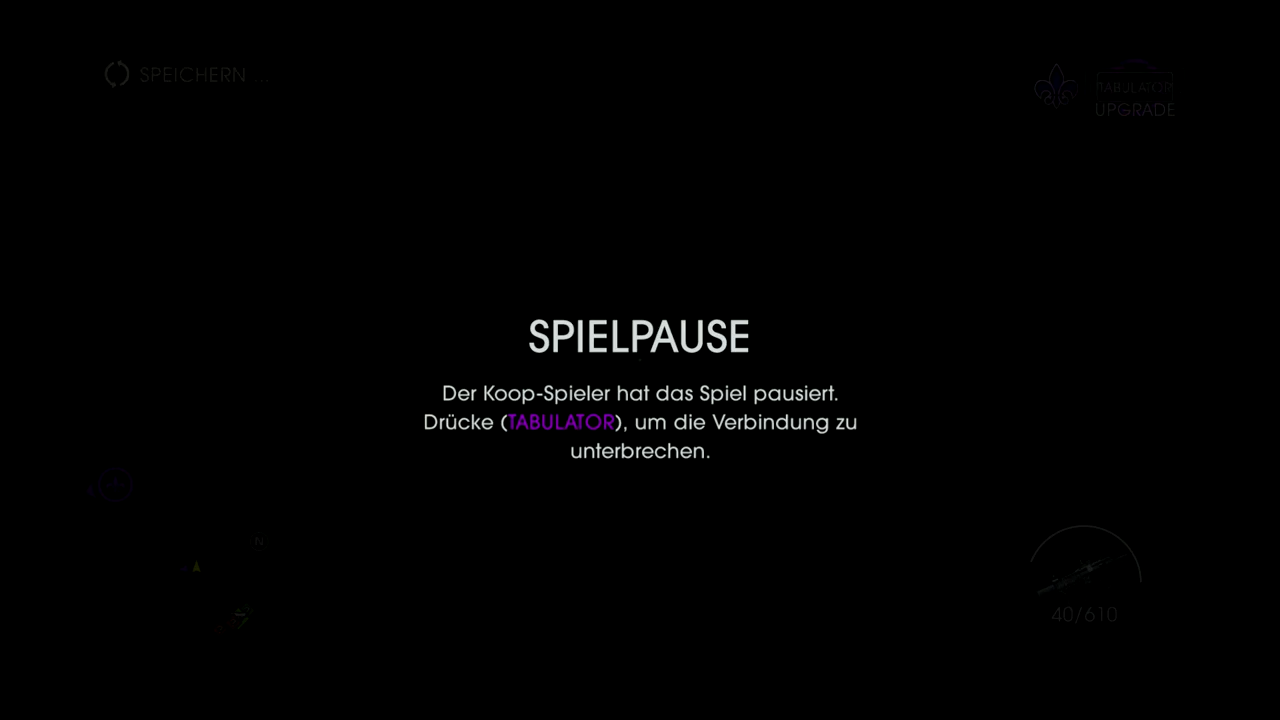 SPEICHERN ...
TABULATOR
UPGRADE
SPIELPAUSE
Der Koop-Spieler hat das Spiel pausiert.
Drücke (TABULATOR), um die Verbindung zu
unterbrechen.
N
40/610